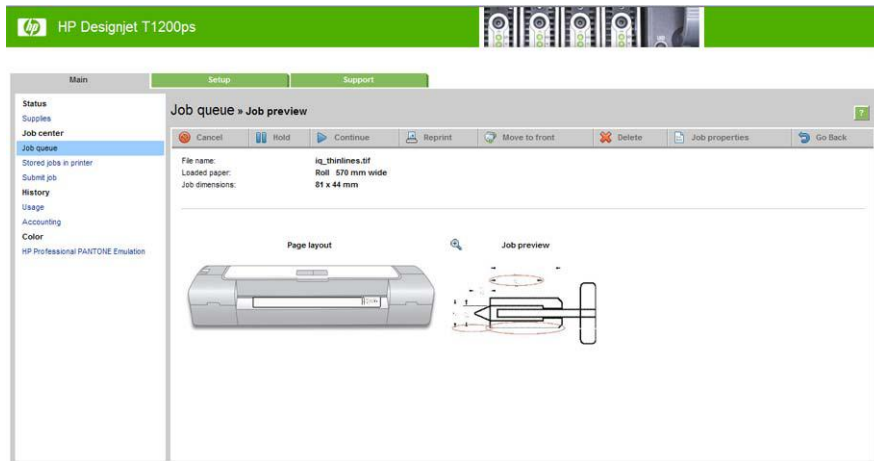 hp HP Designjet T1200ps
Main Setup Support
Status
Supplies
Job center
Job queue
Stored jobs in printer
Submit job
History
Usage
Accounting
Color
HP Professional PANTONE Emulation
Job queue » Job preview
?
Cancel Hold Continue Reprint Move to front Delete Job properties Go Back
File name: iq_thinlines.tif
Loaded paper: Roll 570 mm wide
Job dimensions: 81 x 44 mm
Page layout
Job preview